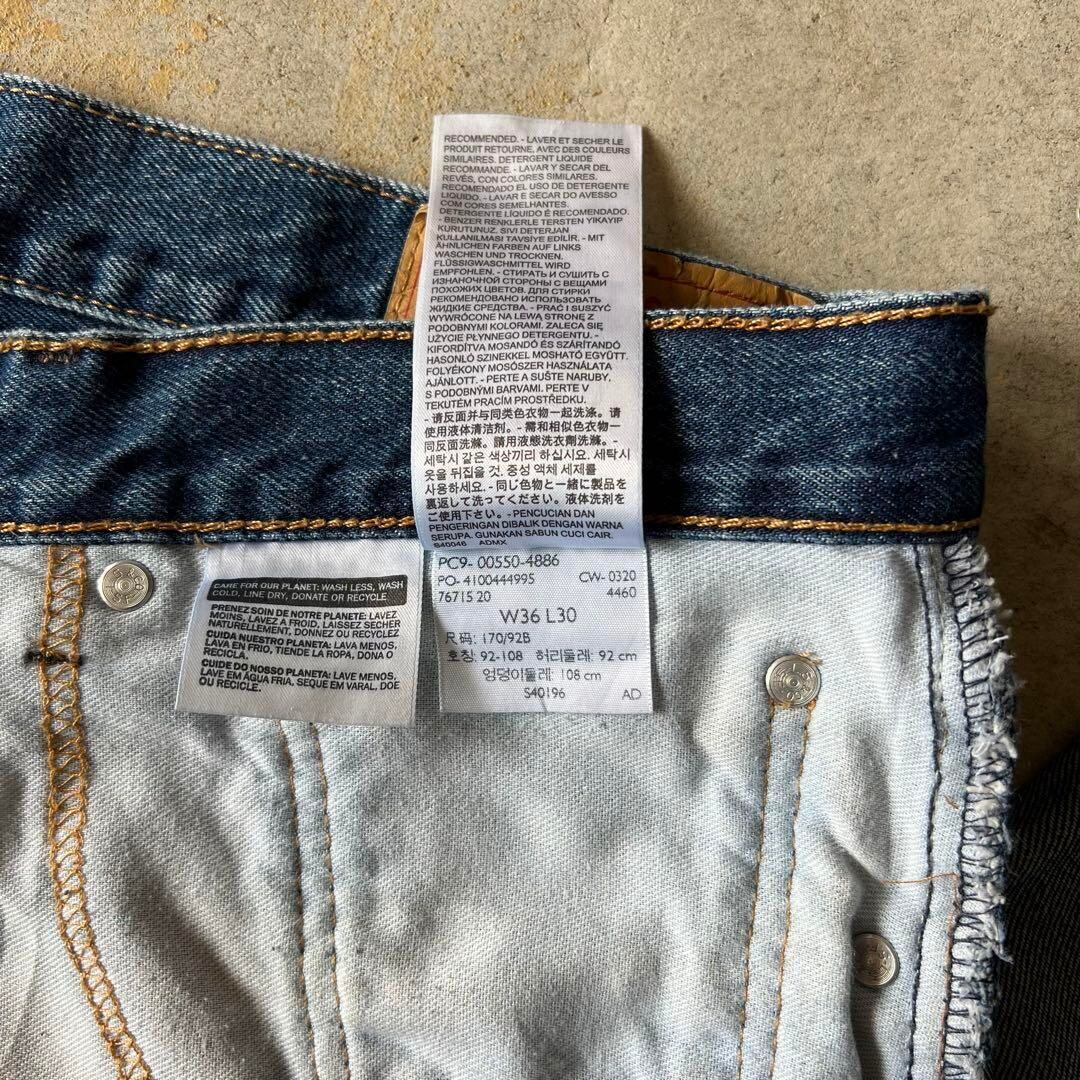 RECOMMENDED. - LAVER ET SECHER LE
PRODUIT RETOURNE, AVEC DES COULEURS
SIMILAIRES. DETERGENT LIQUIDE
RECOMMANDE. - LAVAR Y SECAR DEL
REVÉS, CON COLORES SIMILARES.
RECOMENDADO EL USO DE DETERGENTE
LIQUIDO. - LAVAR E SECAR DO AVESSO
COM CORES SEMELHANTES.
DETERGENTE LÍQUIDO É RECOMENDADO.
- BENZER RENKLERLE TERSTEN YIKAYIP
KURUTUNUZ. SIVI DETERJAN
KULLANILMASI TAVSİYE EDİLİR. - MIT
ÄHNLICHEN FARBEN AUF LINKS
WASCHEN UND TROCKNEN.
FLÜSSIGWASCHMITTEL WIRD
EMPFOHLEN. - СТИРАТЬ И СУШИТЬ С
ИЗНАНОЧНОЙ СТОРОНЫ С ВЕЩАМИ
ПОХОЖИХ ЦВЕТОВ. ДЛЯ СТИРКИ
РЕКОМЕНДОВАНО ИСПОЛЬЗОВАТЬ
ЖИДКИЕ СРЕДСТВА. - PRAĆ I SUSZYĆ
WYWRÓCONE NA LEWĄ STRONĘ Z
PODOBNYMI KOLORAMI. ZALECA SIĘ
UŻYCIE PŁYNNEGO DETERGENTU. -
KIFORDÍTVA MOSANDÓ ÉS SZÁRÍTANDÓ
HASONLÓ SZINEKKEL MOSHATÓ EGYÜTT.
FOLYÉKONY MOSÓSZER HASZNÁLATA
AJÁNLOTT. - PERTE A SUŠTE NARUBY,
S PODOBNÝMI BARVAMI. PERTE V
TEKUTÉM PRACÍM PROSTŘEDKU.
- 请反面并与同类色衣物一起洗涤。请
使用液体清洁剂。- 需和相似色衣物一
同反面洗滌。請用液態洗衣劑洗滌。-
세탁시 같은 색상끼리 하십시오. 세탁시
옷을 뒤집을 것. 중성 액체 세제를
사용하세요. - 同じ色物と一緒に製品を
裏返して洗ってください。液体洗剤を
ご使用下さい。- PENCUCIAN DAN
PENGERINGAN DIBALIK DENGAN WARNA
SERUPA. GUNAKAN SABUN CUCI CAIR.
S40046 ADMX
PC9- 00550-4886
PO- 4100444995 CW- 0320
76715 20 4460
W36 L30
尺码: 170/92B
호칭: 92-108 허리둘레: 92 cm
엉덩이둘레: 108 cm
S40196 AD
CARE FOR OUR PLANET: WASH LESS, WASH
COLD, LINE DRY, DONATE OR RECYCLE
PRENEZ SOIN DE NOTRE PLANETE: LAVEZ
MOINS, LAVEZ A FROID, LAISSEZ SECHER
NATURELLEMENT, DONNEZ OU RECYCLEZ
CUIDA NUESTRO PLANETA: LAVA MENOS,
LAVA EN FRIO, TIENDE LA ROPA, DONA O
RECICLA.
CUIDE DO NOSSO PLANETA: LAVE MENOS,
LAVE EM ÁGUA FRIA, SEQUE EM VARAL, DOE
OU RECICLE.